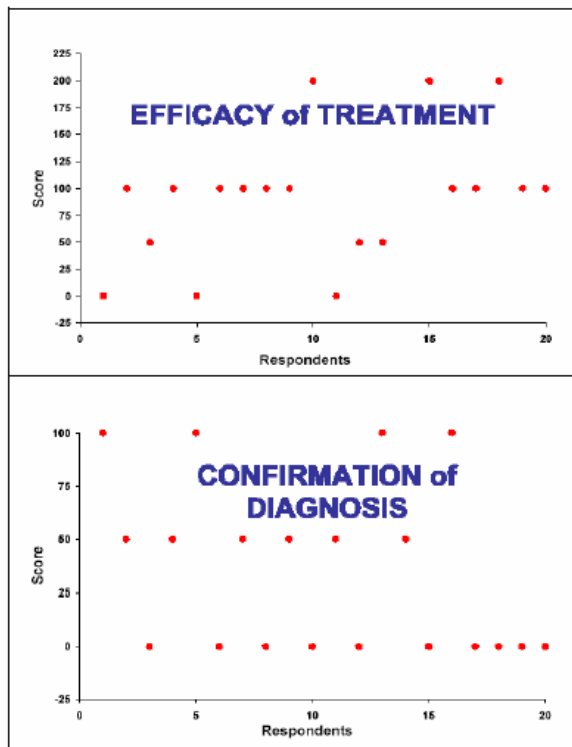 225
200
175
150
125
100
75
50
25
0
-25
Score
EFFICACY of TREATMENT
0 5 10 15 20
Respondents
100
75
50
25
0
-25
Score
CONFIRMATION of
DIAGNOSIS
0 5 10 15 20
Respondents